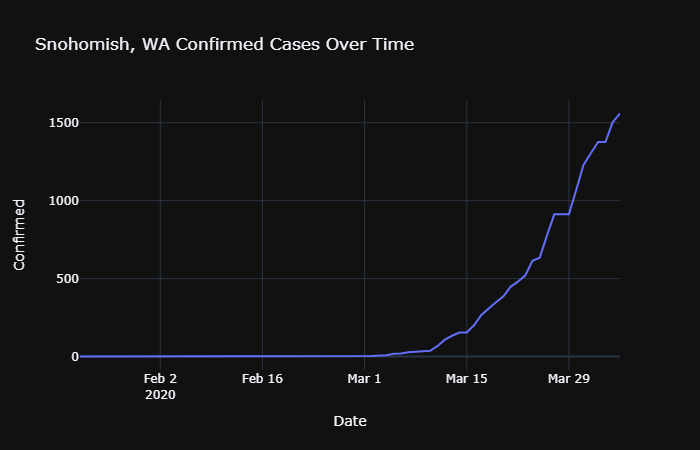 Snohomish, WA Confirmed Cases Over Time
1500
1000
500
0
Confirmed
Feb 2
2020
Feb 16
Mar 1
Mar 15
Mar 29
Date